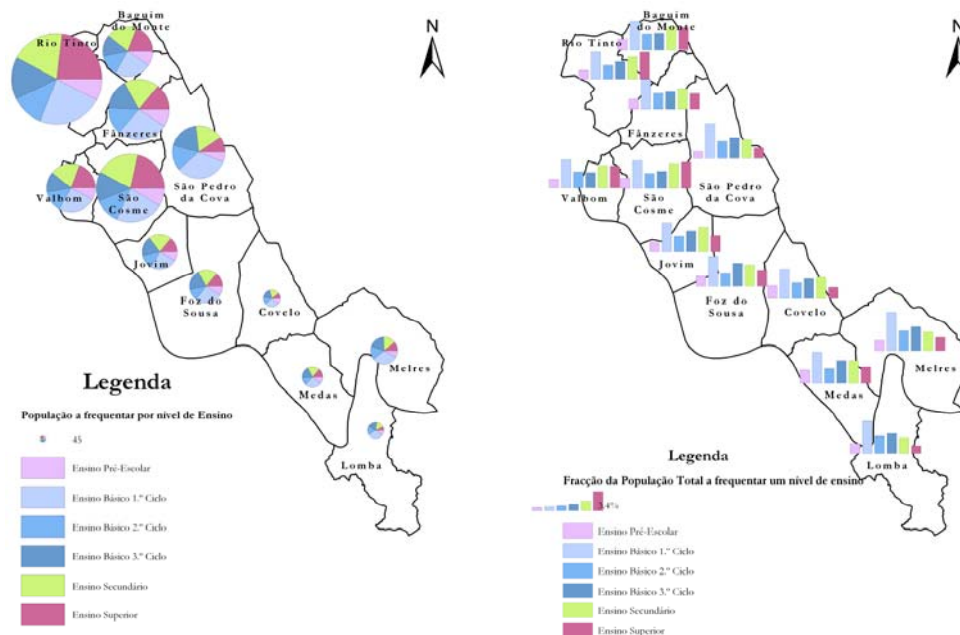 Baguim
do Monte
Rio Tinto
N
Fânzeres
Valbom
São
Cosme
São Pedro
da Cova
Jovim
Foz do
Sousa
Covelo
Melres
Medas
Lomba
Legenda
População a frequentar por nível de Ensino
45
Ensino Pré-Escolar
Ensino Básico 1.º Ciclo
Ensino Básico 2.º Ciclo
Ensino Básico 3.º Ciclo
Ensino Secundário
Ensino Superior
Baguim
do Monte
Rio Tinto
N
Fânzeres
Valbom
São
Cosme
São Pedro
da Cova
Jovim
Foz do
Sousa
Covelo
Melres
Medas
Lomba
Legenda
Fracção da População Total a frequentar um nível de ensino
3.4%
Ensino Pré-Escolar
Ensino Básico 1.º Ciclo
Ensino Básico 2.º Ciclo
Ensino Básico 3.º Ciclo
Ensino Secundário
Ensino Superior